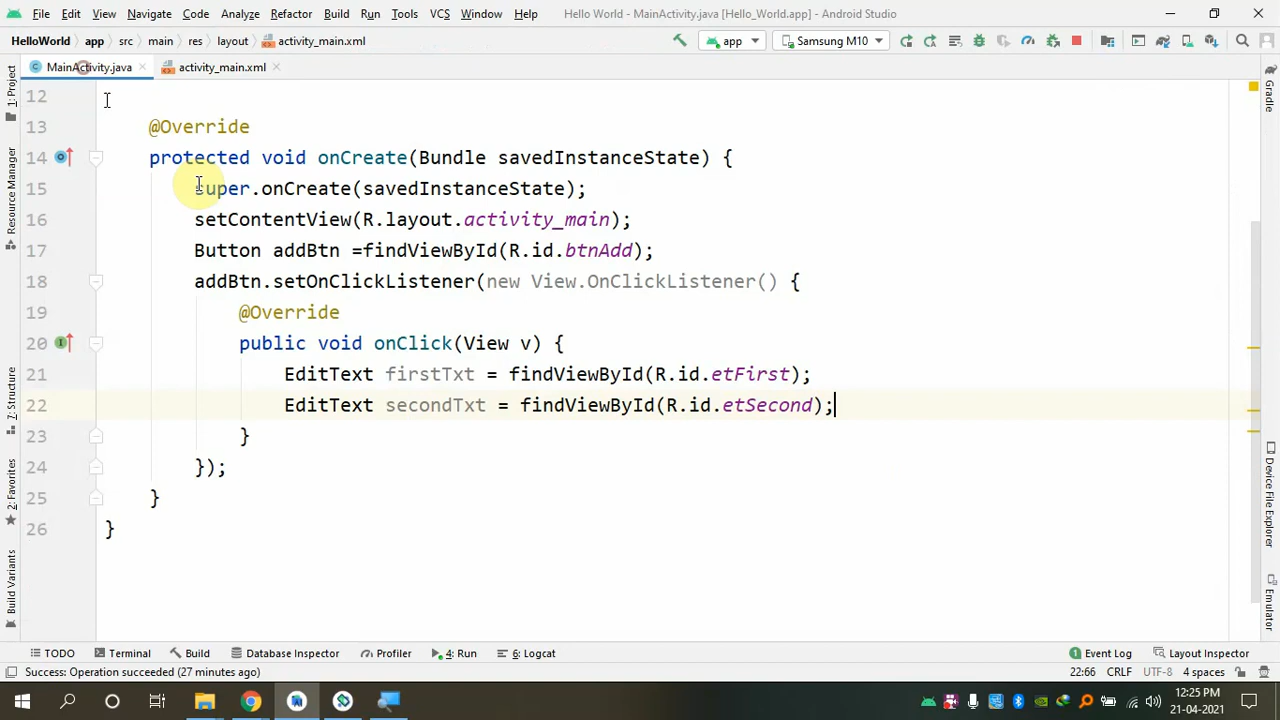 File Edit View Navigate Code Analyze Refactor Build Run Tools VCS Window Help Hello World - MainActivity.java [Hello_World.app] - Android Studio
HelloWorld app src main res layout activity_main.xml app Samsung M10
MainActivity.java activity_main.xml
1: Project
Resource Manager
Z: Structure
2: Favorites
Build Variants
12
13 @Override
14 protected void onCreate(Bundle savedInstanceState) {
15 super.onCreate(savedInstanceState);
16 setContentView(R.layout.activity_main);
17 Button addBtn =findViewById(R.id.btnAdd);
18 addBtn.setOnClickListener(new View.OnClickListener() {
19 @Override
20 public void onClick(View v) {
21 EditText firstTxt = findViewById(R.id.etFirst);
22 EditText secondTxt = findViewById(R.id.etSecond);
23 }
24 });
25 }
26 }
Gradle
Device File Explorer
Emulator
TODO Terminal Build Database Inspector Profiler 4: Run 6: Logcat 1 Event Log Layout Inspector
Success: Operation succeeded (27 minutes ago) 22:66 CRLF UTF-8 4 spaces
12:25 PM
21-04-2021